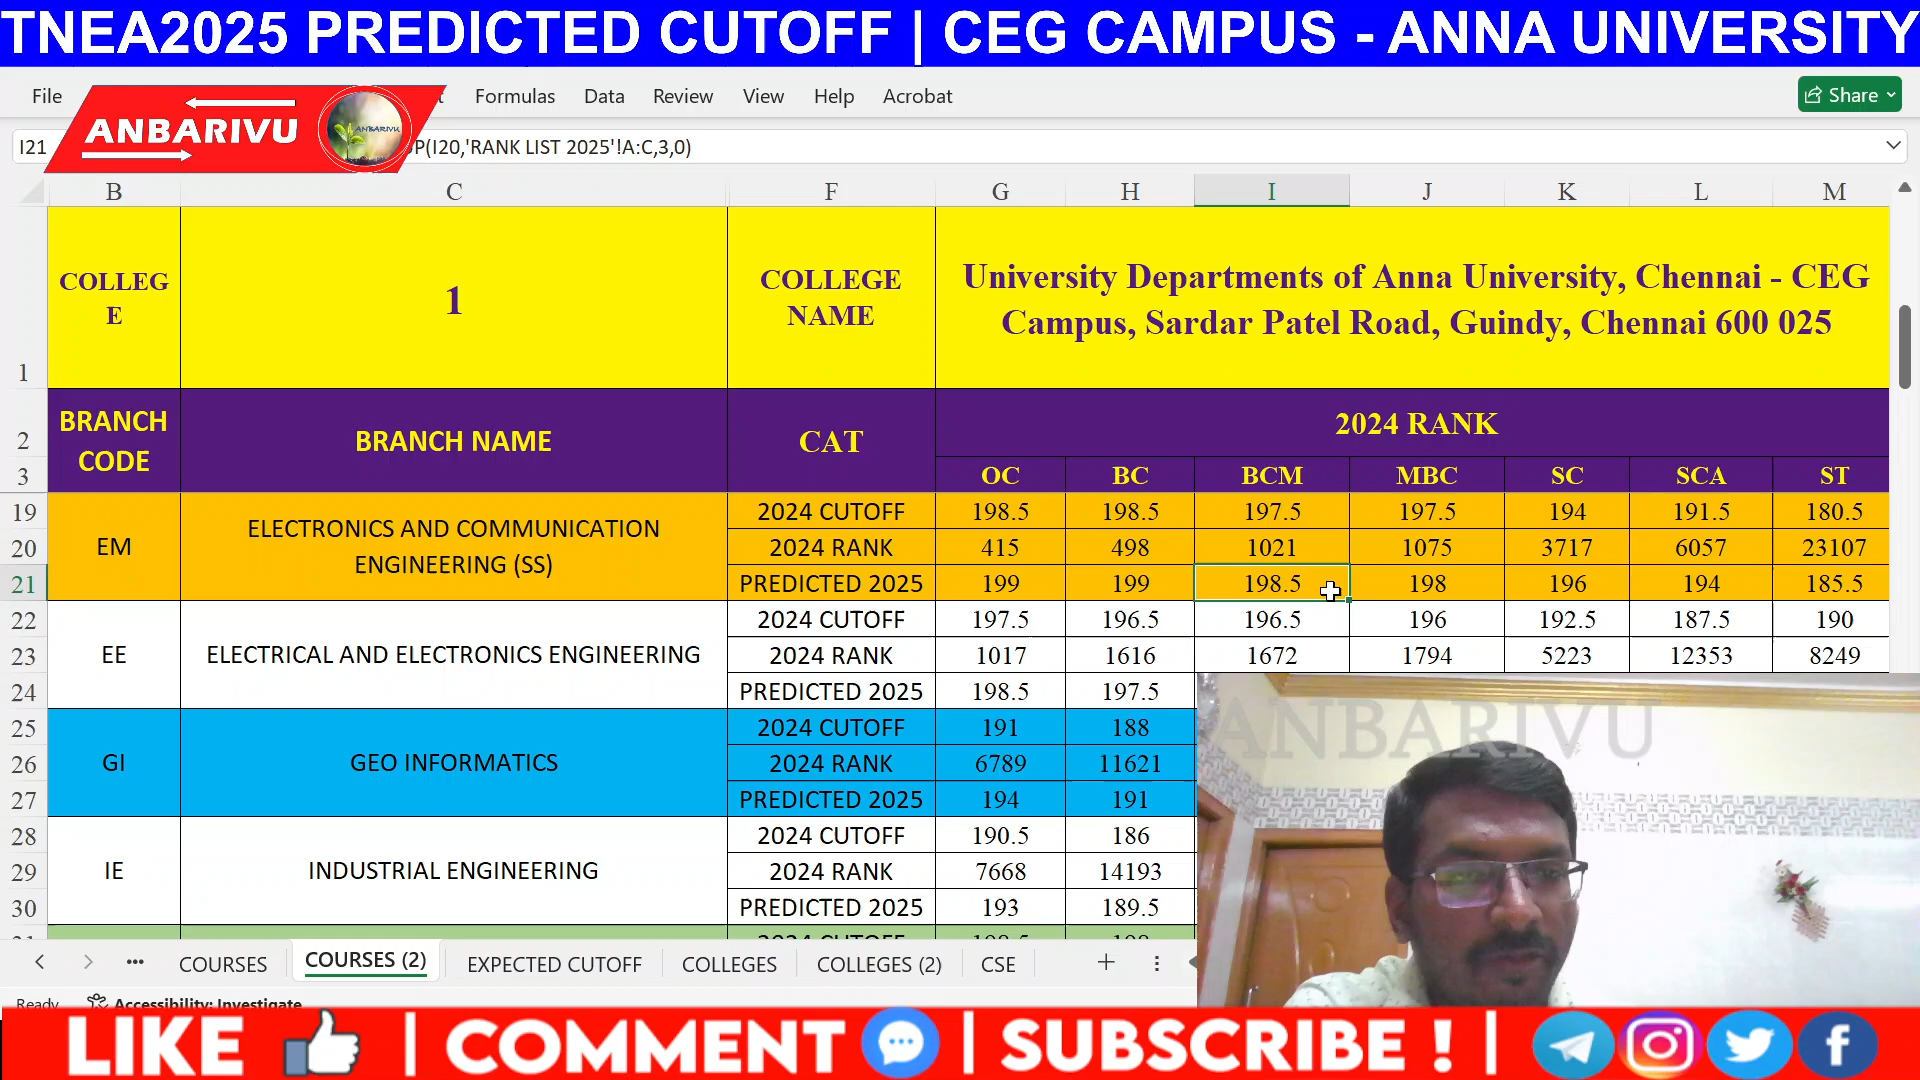 TNEA2025 PREDICTED CUTOFF | CEG CAMPUS - ANNA UNIVERSITY
File Formulas Data Review View Help Acrobat Share
ANBARIVU
ANBARIVU
I21 P(I20,'RANK LIST 2025'!A:C,3,0)
B C F G H I J K L M
1 COLLEG
E 1 COLLEGE
NAME University Departments of Anna University, Chennai - CEG
Campus, Sardar Patel Road, Guindy, Chennai 600 025
2 BRANCH
CODE BRANCH NAME CAT 2024 RANK
3 OC BC BCM MBC SC SCA ST
19 2024 CUTOFF 198.5 198.5 197.5 197.5 194 191.5 180.5
EM ELECTRONICS AND COMMUNICATION
ENGINEERING (SS)
20 2024 RANK 415 498 1021 1075 3717 6057 23107
21 PREDICTED 2025 199 199 198.5 198 196 194 185.5
22 2024 CUTOFF 197.5 196.5 196.5 196 192.5 187.5 190
23 EE ELECTRICAL AND ELECTRONICS ENGINEERING 2024 RANK 1017 1616 1672 1794 5223 12353 8249
24 PREDICTED 2025 198.5 197.5
25 2024 CUTOFF 191 188
26 GI GEO INFORMATICS 2024 RANK 6789 11621
27 PREDICTED 2025 194 191
28 2024 CUTOFF 190.5 186
29 IE INDUSTRIAL ENGINEERING 2024 RANK 7668 14193
30 PREDICTED 2025 193 189.5
ANBARIVU
COURSES COURSES (2) EXPECTED CUTOFF COLLEGES COLLEGES (2) CSE
Ready Accessibility: Investigate
LIKE | COMMENT | SUBSCRIBE ! |